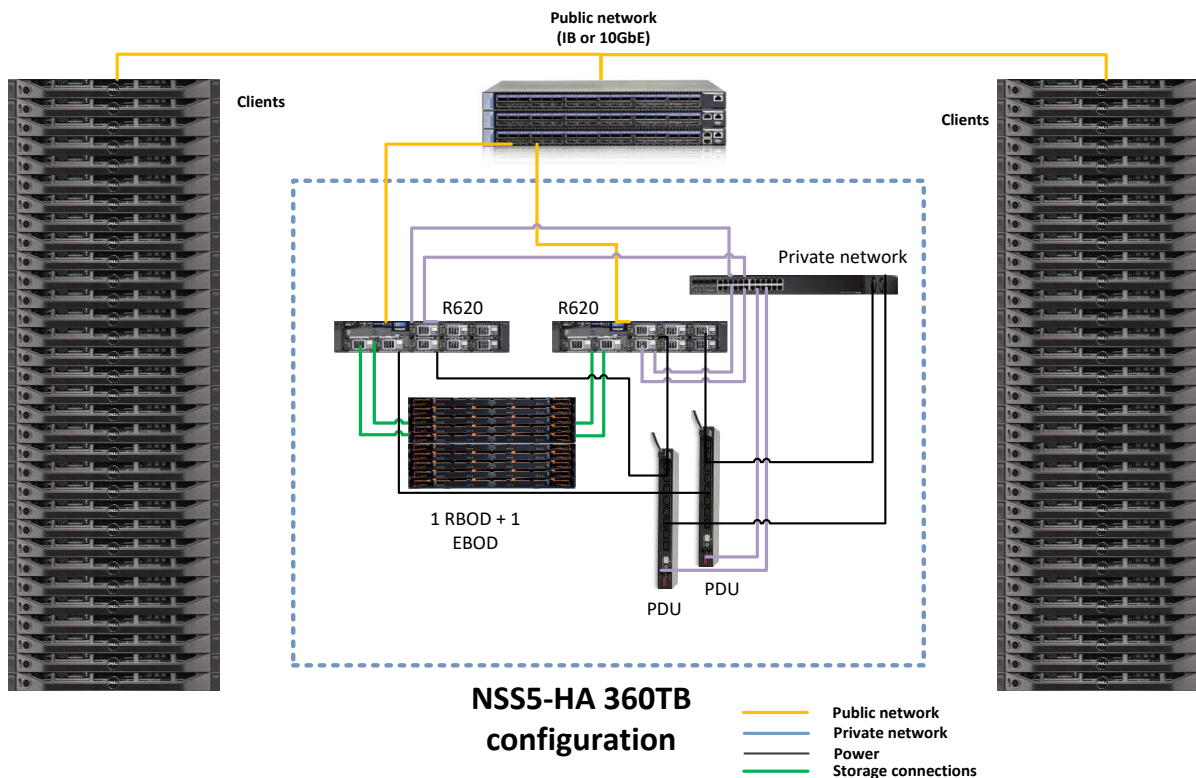 Public network
(IB or 10GbE)
Clients
Clients
Private network
R620
R620
1 RBOD + 1
EBOD
PDU
PDU
NSS5-HA 360TB
configuration
Public network
Private network
Power
Storage connections